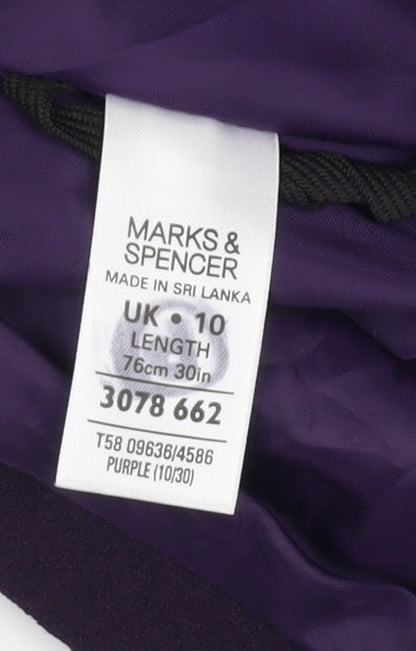 MARKS &
SPENCER
MADE IN SRI LANKA
UK • 10
LENGTH
76cm 30in
3078 662
T58 09636/4586
PURPLE (10/30)